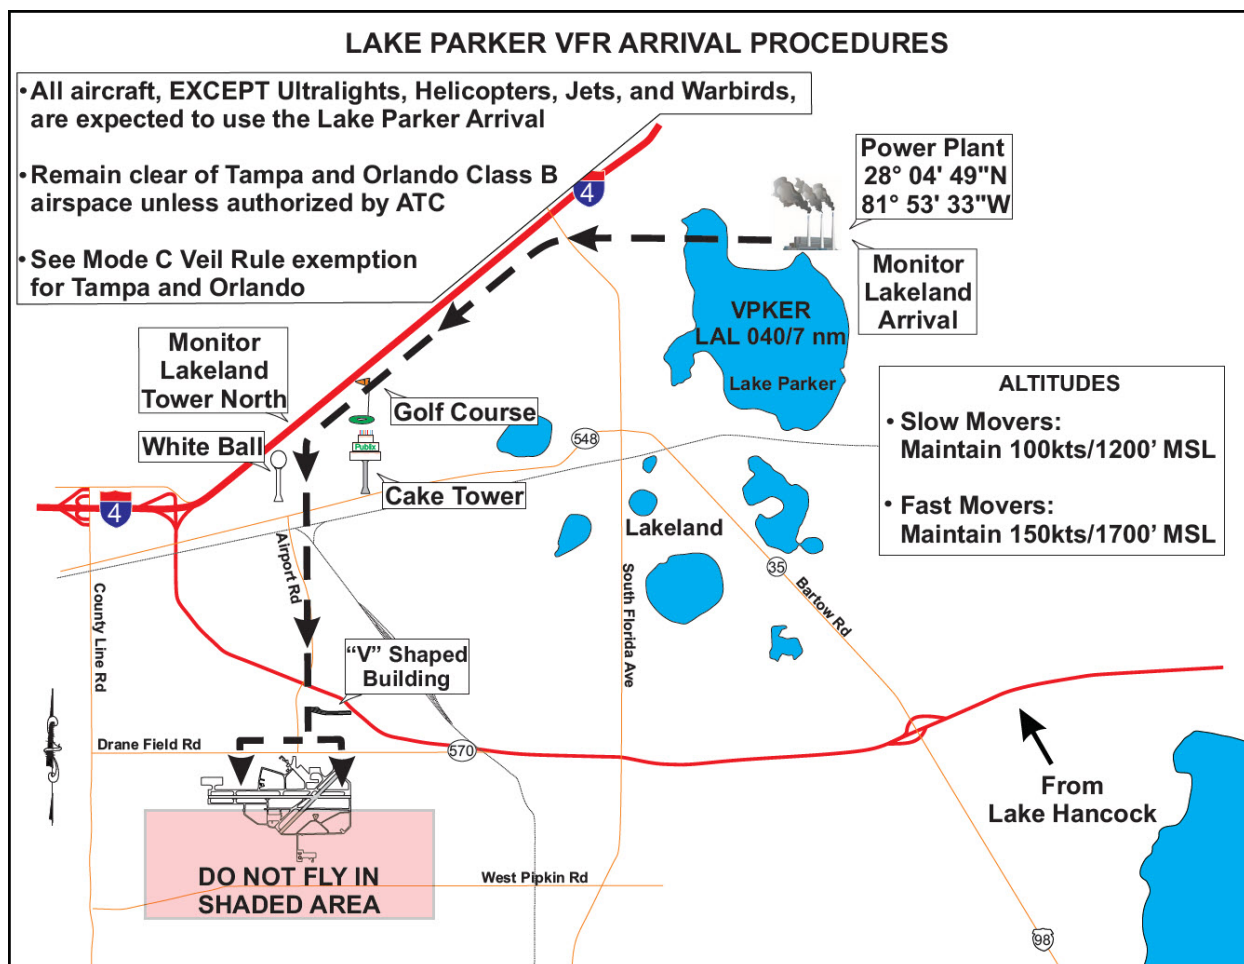 LAKE PARKER VFR ARRIVAL PROCEDURES
• All aircraft, EXCEPT Ultralights, Helicopters, Jets, and Warbirds,
are expected to use the Lake Parker Arrival
• Remain clear of Tampa and Orlando Class B
airspace unless authorized by ATC
• See Mode C Veil Rule exemption
for Tampa and Orlando
4
Power Plant
28° 04' 49"N
81° 53' 33"W
Monitor
Lakeland
Arrival
VPKER
LAL 040/7 nm
Lake Parker
Monitor
Lakeland
Tower North
Golf Course
White Ball
Publix
Cake Tower
ALTITUDES
• Slow Movers:
Maintain 100kts/1200’ MSL
• Fast Movers:
Maintain 150kts/1700’ MSL
548
4
Lakeland
Airport Rd
County Line Rd
South Florida Ave
35
Bartow Rd
“V” Shaped
Building
Drane Field Rd
570
From
Lake Hancock
DO NOT FLY IN
SHADED AREA
West Pipkin Rd
98